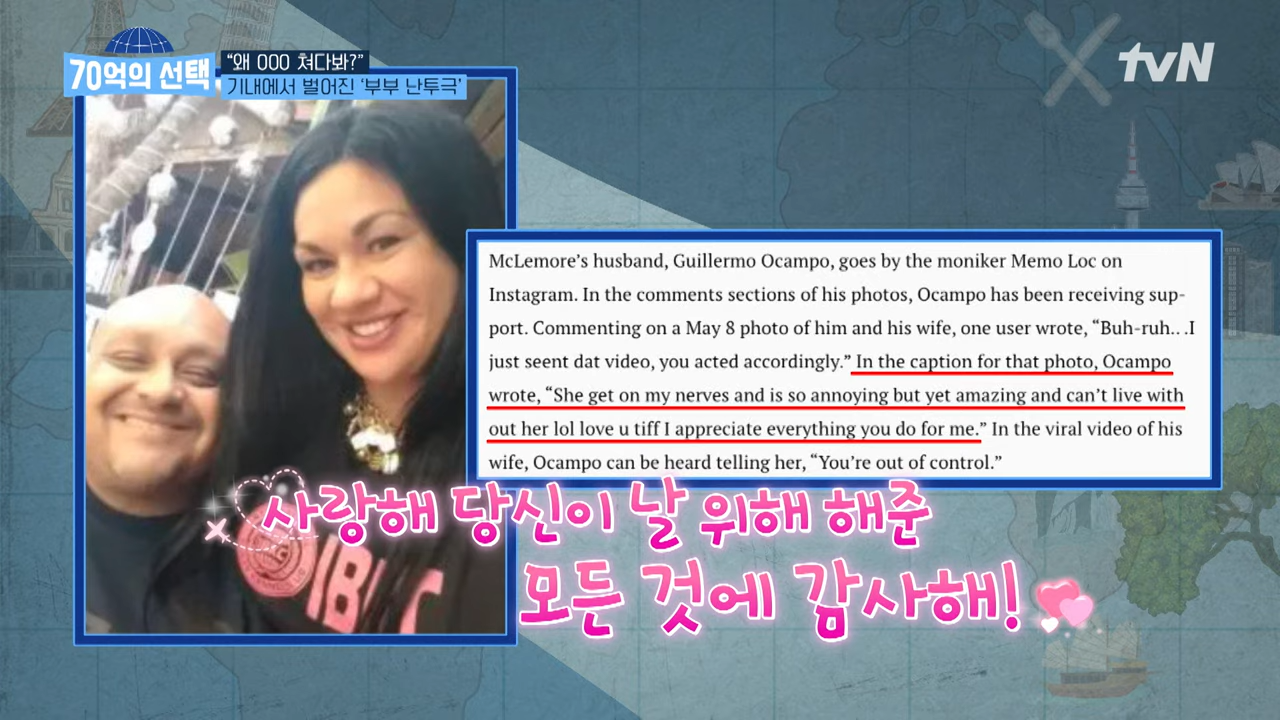 70억의 선택
“왜 OOO 쳐다봐?”
기내에서 벌어진 ‘부부 난투극’
tvN
McLemore’s husband, Guillermo Ocampo, goes by the moniker Memo Loc on
Instagram. In the comments sections of his photos, Ocampo has been receiving sup-
port. Commenting on a May 8 photo of him and his wife, one user wrote, “Buh-ruh.. .I
just seent dat video, you acted accordingly.” In the caption for that photo, Ocampo
wrote, “She get on my nerves and is so annoying but yet amazing and can’t live with
out her lol love u tiff I appreciate everything you do for me.” In the viral video of his
wife, Ocampo can be heard telling her, “You’re out of control.”
사랑해 당신이 날 위해 해준
모든 것에 감사해!